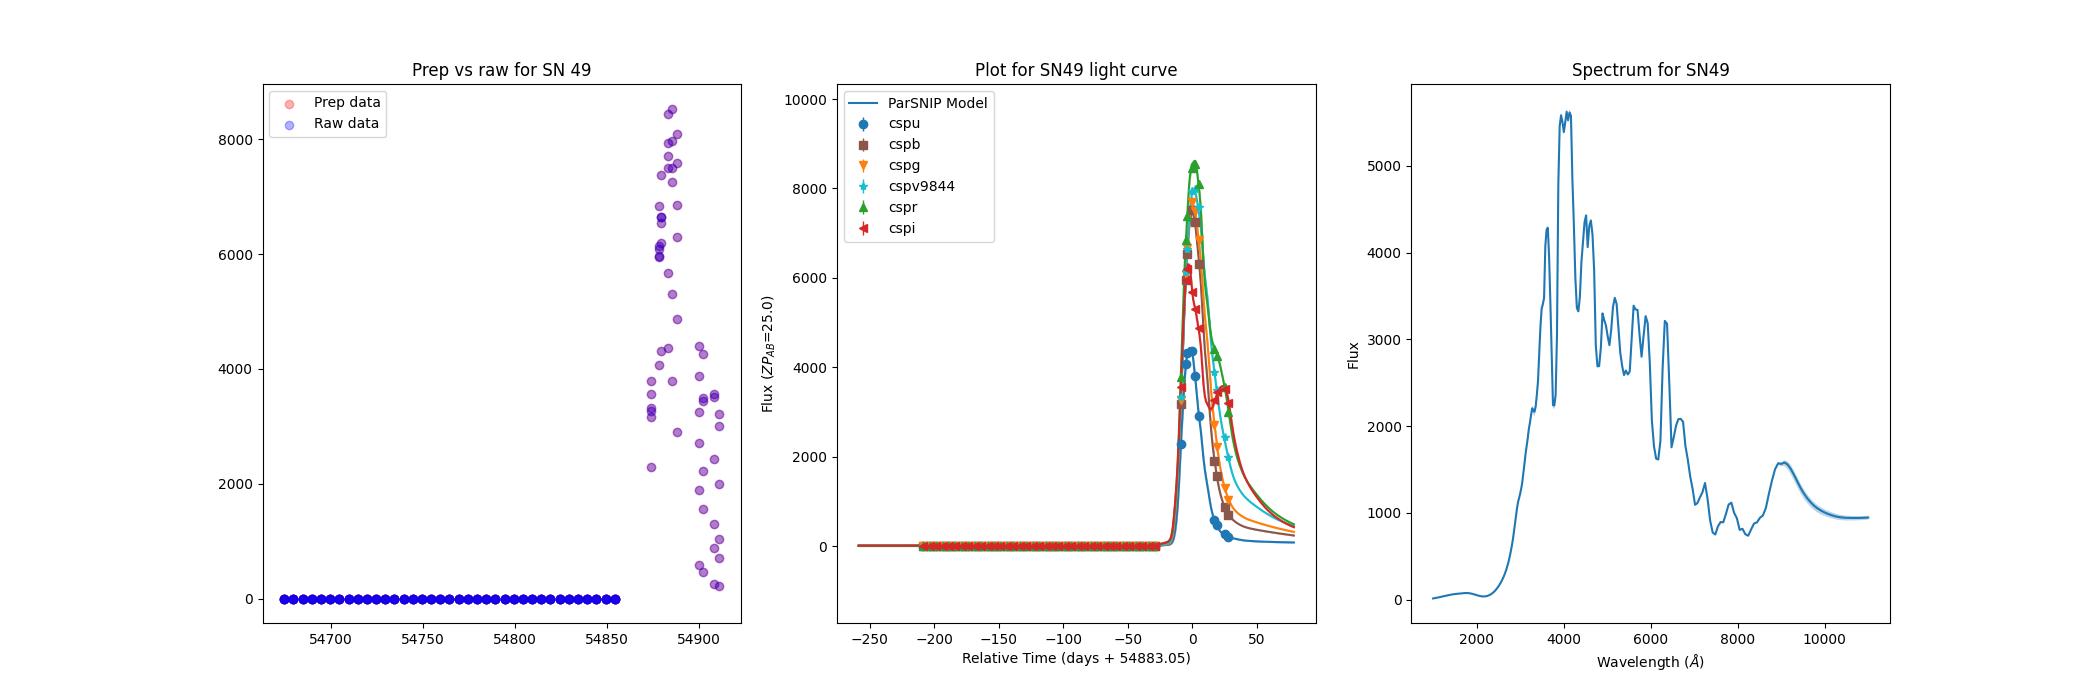 Prep vs raw for SN 49
Prep data
Raw data
8000
6000
4000
2000
0
54700 54750 54800 54850 54900
Plot for SN49 light curve
ParSNIP Model
cspu
cspb
cspg
cspv9844
cspr
cspi
10000
8000
6000
4000
2000
0
Flux (ZP_{AB}=25.0)
−250 −200 −150 −100 −50 0 50
Relative Time (days + 54883.05)
Spectrum for SN49
5000
4000
3000
2000
1000
0
Flux
2000 4000 6000 8000 10000
Wavelength (Å)